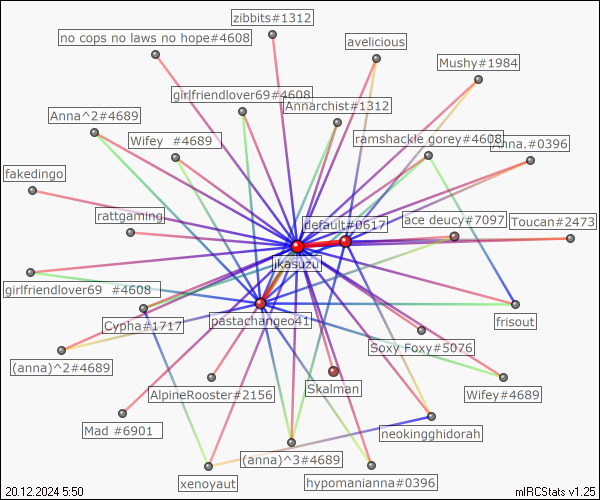 zibbits#1312
no cops no laws no hope#4608
avelicious
Mushy#1984
girlfriendlover69#4608
Annarchist#1312
Anna^2#4689
Wifey #4689
ramshackle gorey#4608
Anna.#0396
fakedingo
rattgaming
default#0617
ace deucy#7097
Toucan#2473
ikasuzu
girlfriendlover69 #4608
pastachangeo41
frisout
Cypha#1717
Soxy Foxy#5076
(anna)^2#4689
AlpineRooster#2156
Skalman
Wifey#4689
Mad #6901
neokingghidorah
(anna)^3#4689
xenoyaut
hypomanianna#0396
20.12.2024 5:50
mIRCStats v1.25